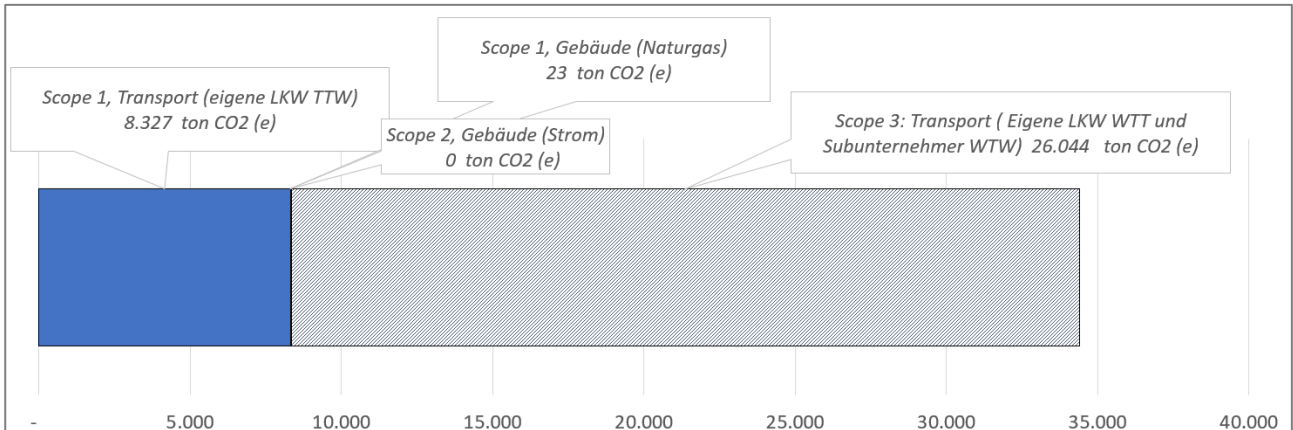 Scope 1, Gebäude (Naturgas)
23 ton CO2 (e)
Scope 1, Transport (eigene LKW TTW)
8.327 ton CO2 (e)
Scope 2, Gebäude (Strom)
0 ton CO2 (e)
Scope 3: Transport ( Eigene LKW WTT und
Subunternehmer WTW) 26.044 ton CO2 (e)
- 5.000 10.000 15.000 20.000 25.000 30.000 35.000 40.000